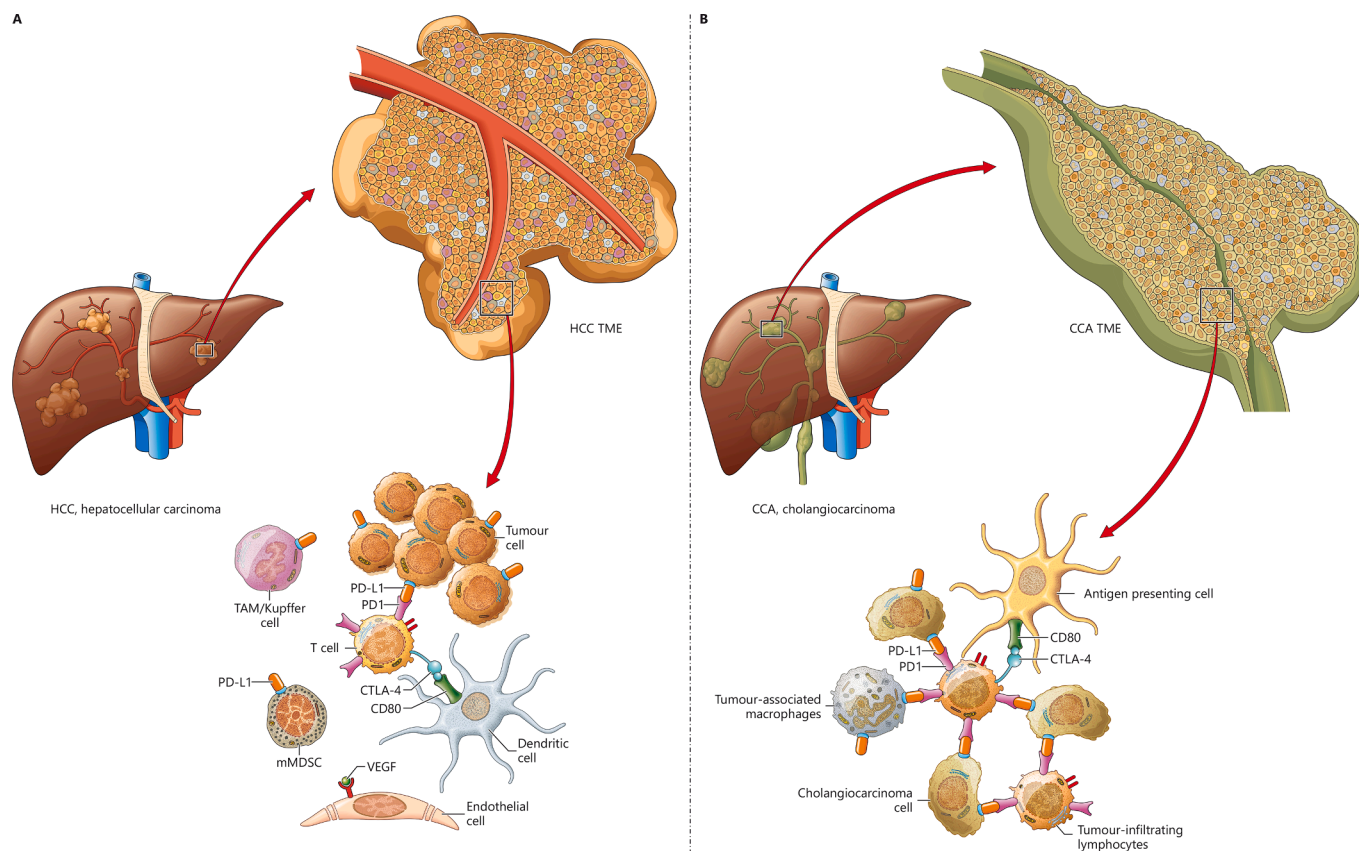 A
HCC TME
HCC, hepatocellular carcinoma
Tumour
cell
PD-L1
PD1
TAM/Kupffer
cell
T cell
PD-L1
CTLA-4
CD80
mMDSC
Dendritic
cell
VEGF
Endothelial
cell
B
CCA TME
CCA, cholangiocarcinoma
Antigen presenting cell
CD80
PD-L1
CTLA-4
PD1
Tumour-associated
macrophages
Cholangiocarcinoma
cell
Tumour-infiltrating
lymphocytes